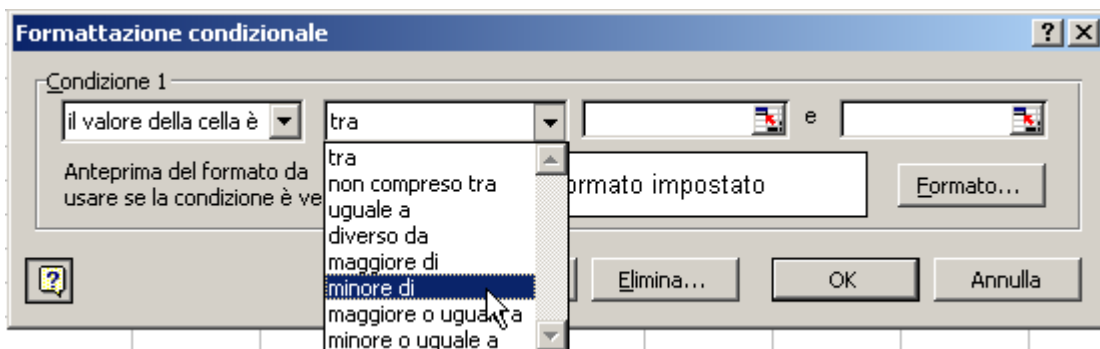 Formattazione condizionale
Condizione 1
il valore della cella è tra e
Anteprima del formato da
usare se la condizione è ve
ormato impostato
Formato...
tra
non compreso tra
uguale a
diverso da
maggiore di
minore di
maggiore o uguale a
minore o uguale a
Elimina... OK Annulla